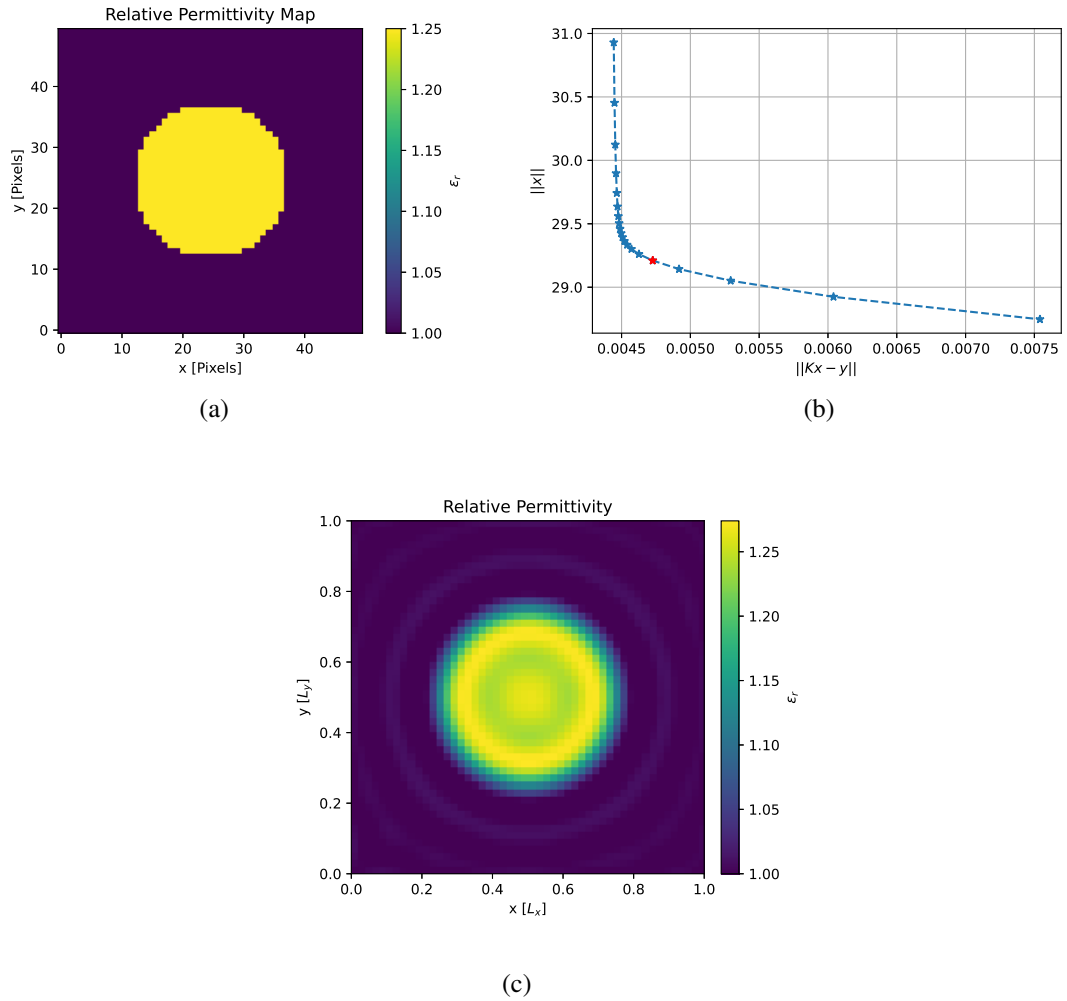 Relative Permittivity Map
1.25
1.20
1.15
1.10
1.05
1.00
εr
40
30
20
10
0
y [Pixels]
0 10 20 30 40
x [Pixels]
(a)
31.0
30.5
30.0
29.5
29.0
||x||
0.0045 0.0050 0.0055 0.0060 0.0065 0.0070 0.0075
||Kx − y||
(b)
Relative Permittivity
1.0
0.8
0.6
0.4
0.2
0.0
y [Ly]
0.0 0.2 0.4 0.6 0.8 1.0
x [Lx]
1.25
1.20
1.15
1.10
1.05
1.00
εr
(c)